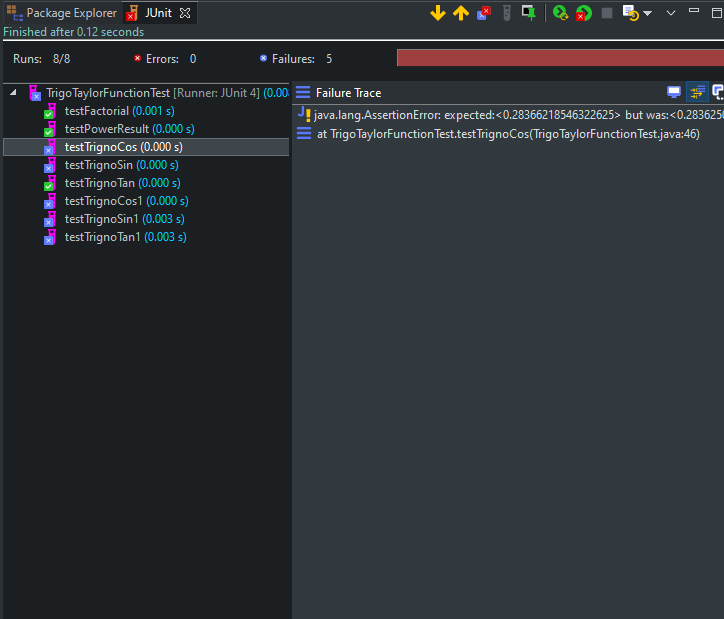 Package Explorer JUnit
Finished after 0.12 seconds
Runs: 8/8 Errors: 0 Failures: 5
TrigoTaylorFunctionTest [Runner: JUnit 4] (0.00
testFactorial (0.001 s)
testPowerResult (0.000 s)
testTrignoCos (0.000 s)
testTrignoSin (0.000 s)
testTrignoTan (0.000 s)
testTrignoCos1 (0.000 s)
testTrignoSin1 (0.003 s)
testTrignoTan1 (0.003 s)
Failure Trace
java.lang.AssertionError: expected:<0.28366218546322625> but was:<0.283625
at TrigoTaylorFunctionTest.testTrignoCos(TrigoTaylorFunctionTest.java:46)